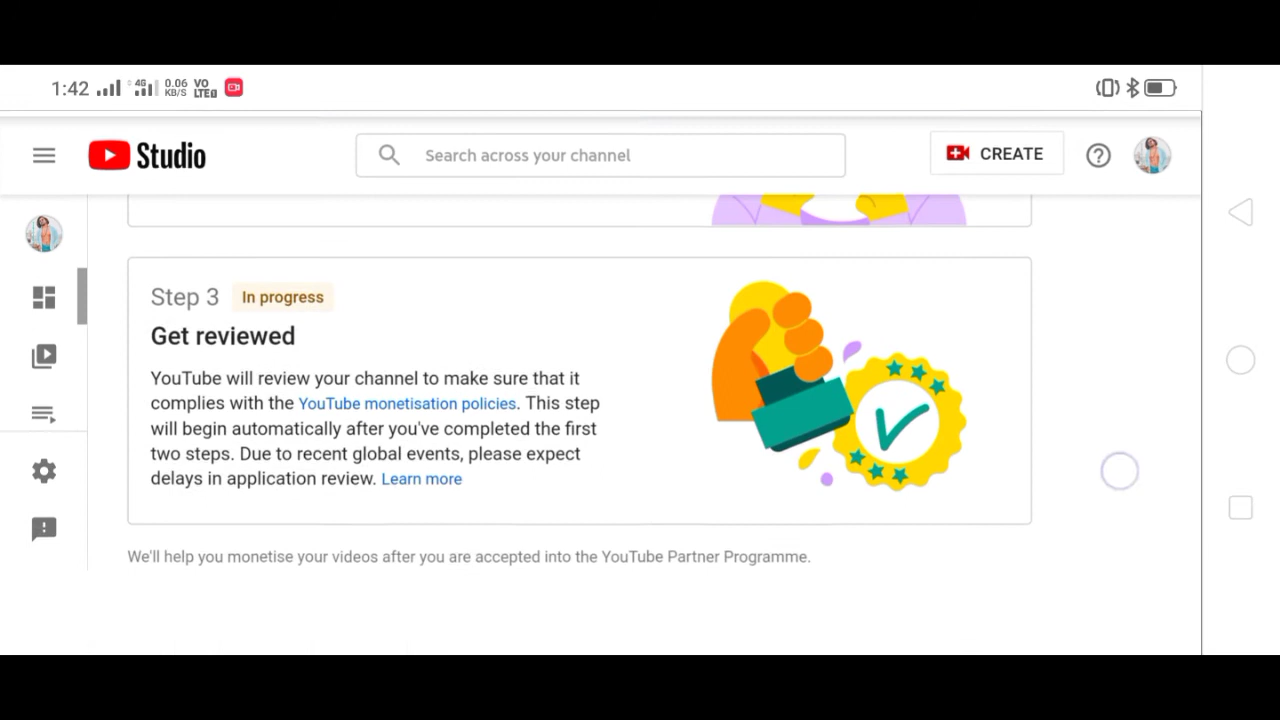 1:42 4G 0.06 KB/S VO LTE
Studio
Search across your channel
CREATE
Step 3 In progress
Get reviewed
YouTube will review your channel to make sure that it
complies with the YouTube monetisation policies. This step
will begin automatically after you've completed the first
two steps. Due to recent global events, please expect
delays in application review. Learn more
We'll help you monetise your videos after you are accepted into the YouTube Partner Programme.